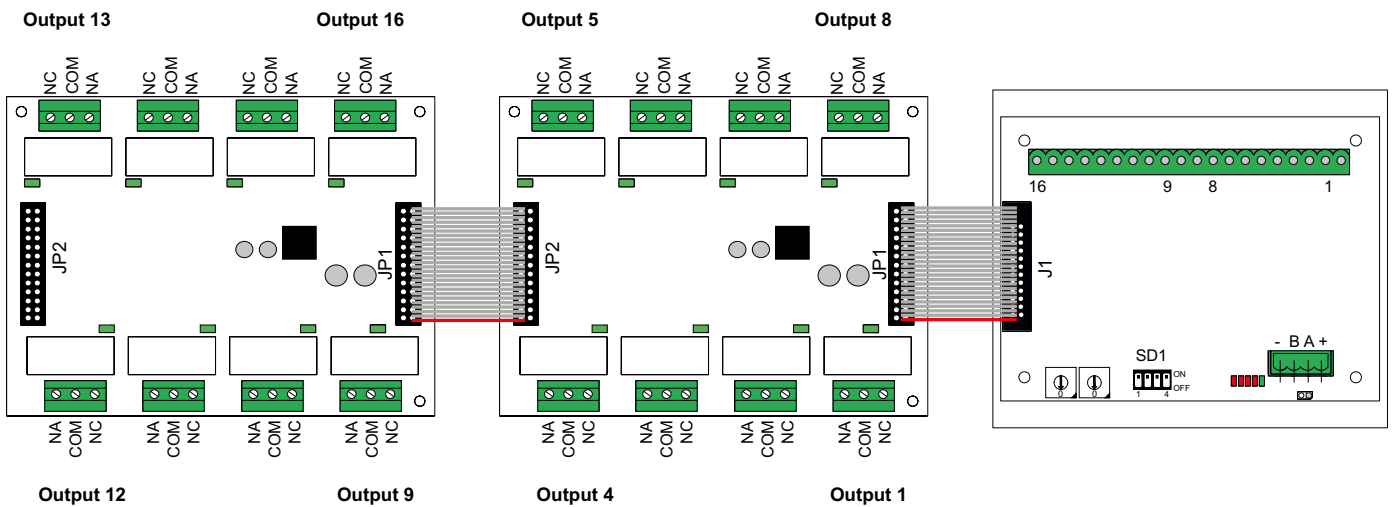 Output 13 Output 16 Output 5 Output 8
NC COM NA NC COM NA NC COM NA NC COM NA NC COM NA NC COM NA NC COM NA NC COM NA
16 9 8 1
JP2 JP1 JP2 JP1 J1
- B A +
SD1
ON
OFF
0 0 1 4
NA COM NC NA COM NC NA COM NC NA COM NC NA COM NC NA COM NC NA COM NC NA COM NC
Output 12 Output 9 Output 4 Output 1